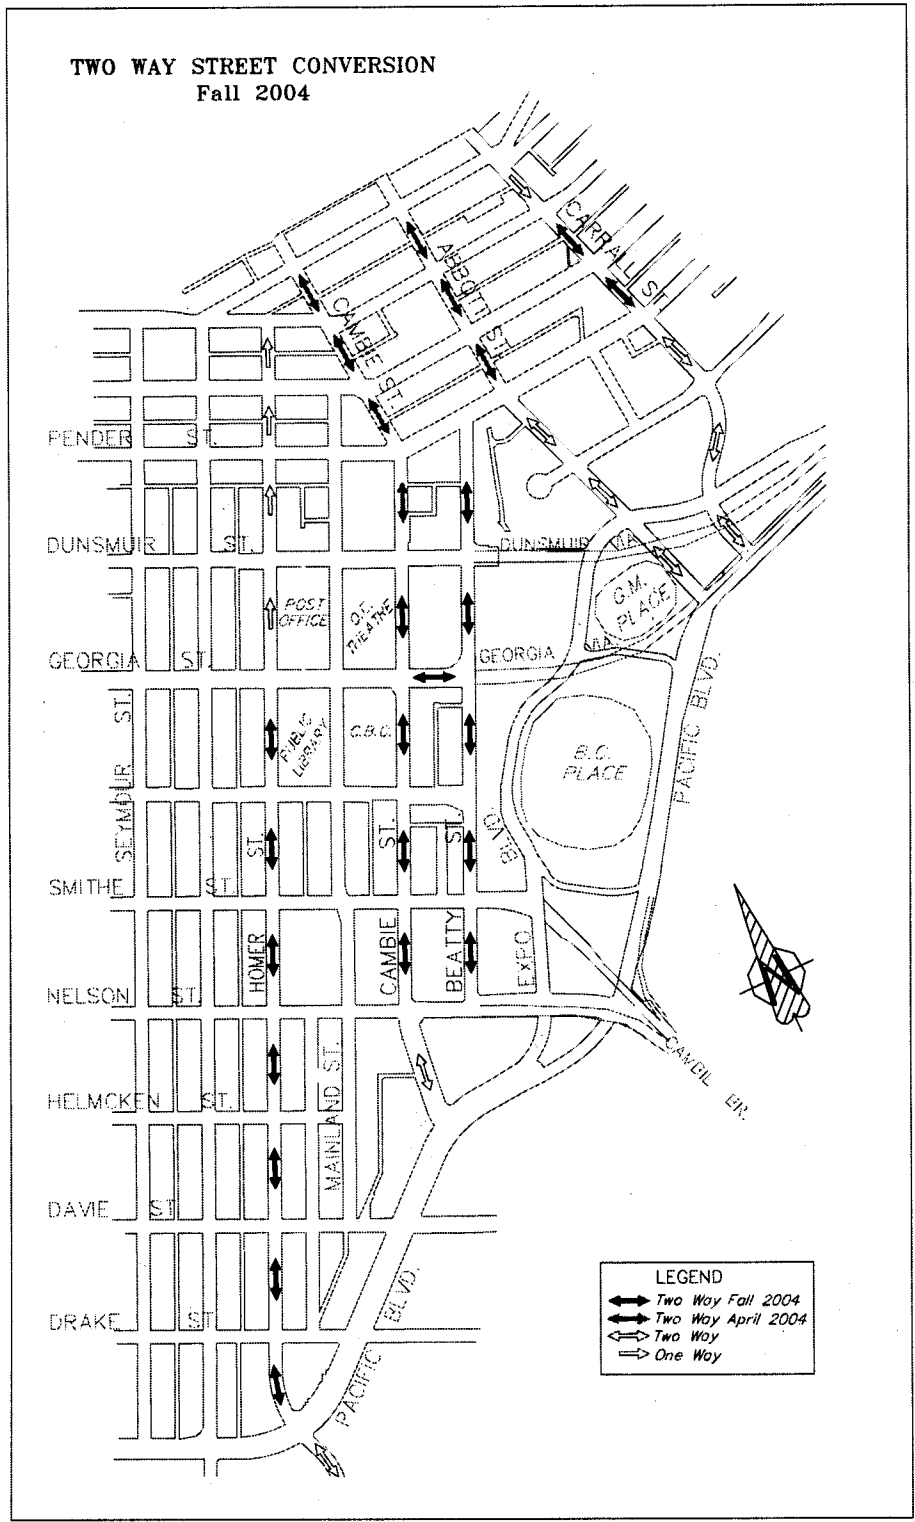 TWO WAY STREET CONVERSION
Fall 2004
CARRALL ST.
ABBOTT ST.
CAMBIE ST.
PENDER ST.
DUNSMUIR ST.
DUNSMUIR VIA.
G.M. PLACE
POST OFFICE
Q.E. THEATRE
GEORGIA ST.
GEORGIA VIA.
PACIFIC BLVD.
SEYMOUR ST.
PUBLIC LIBRARY
C.B.C.
B.C. PLACE
SMITHE ST.
HOMER ST.
CAMBIE ST.
BEATTY ST.
EXPO BLVD.
NELSON ST.
CAMBIE BR.
HELMCKEN ST.
MAINLAND ST.
DAVIE ST
DRAKE ST
PACIFIC BLVD.
LEGEND
Two Way Fall 2004
Two Way April 2004
Two Way
One Way